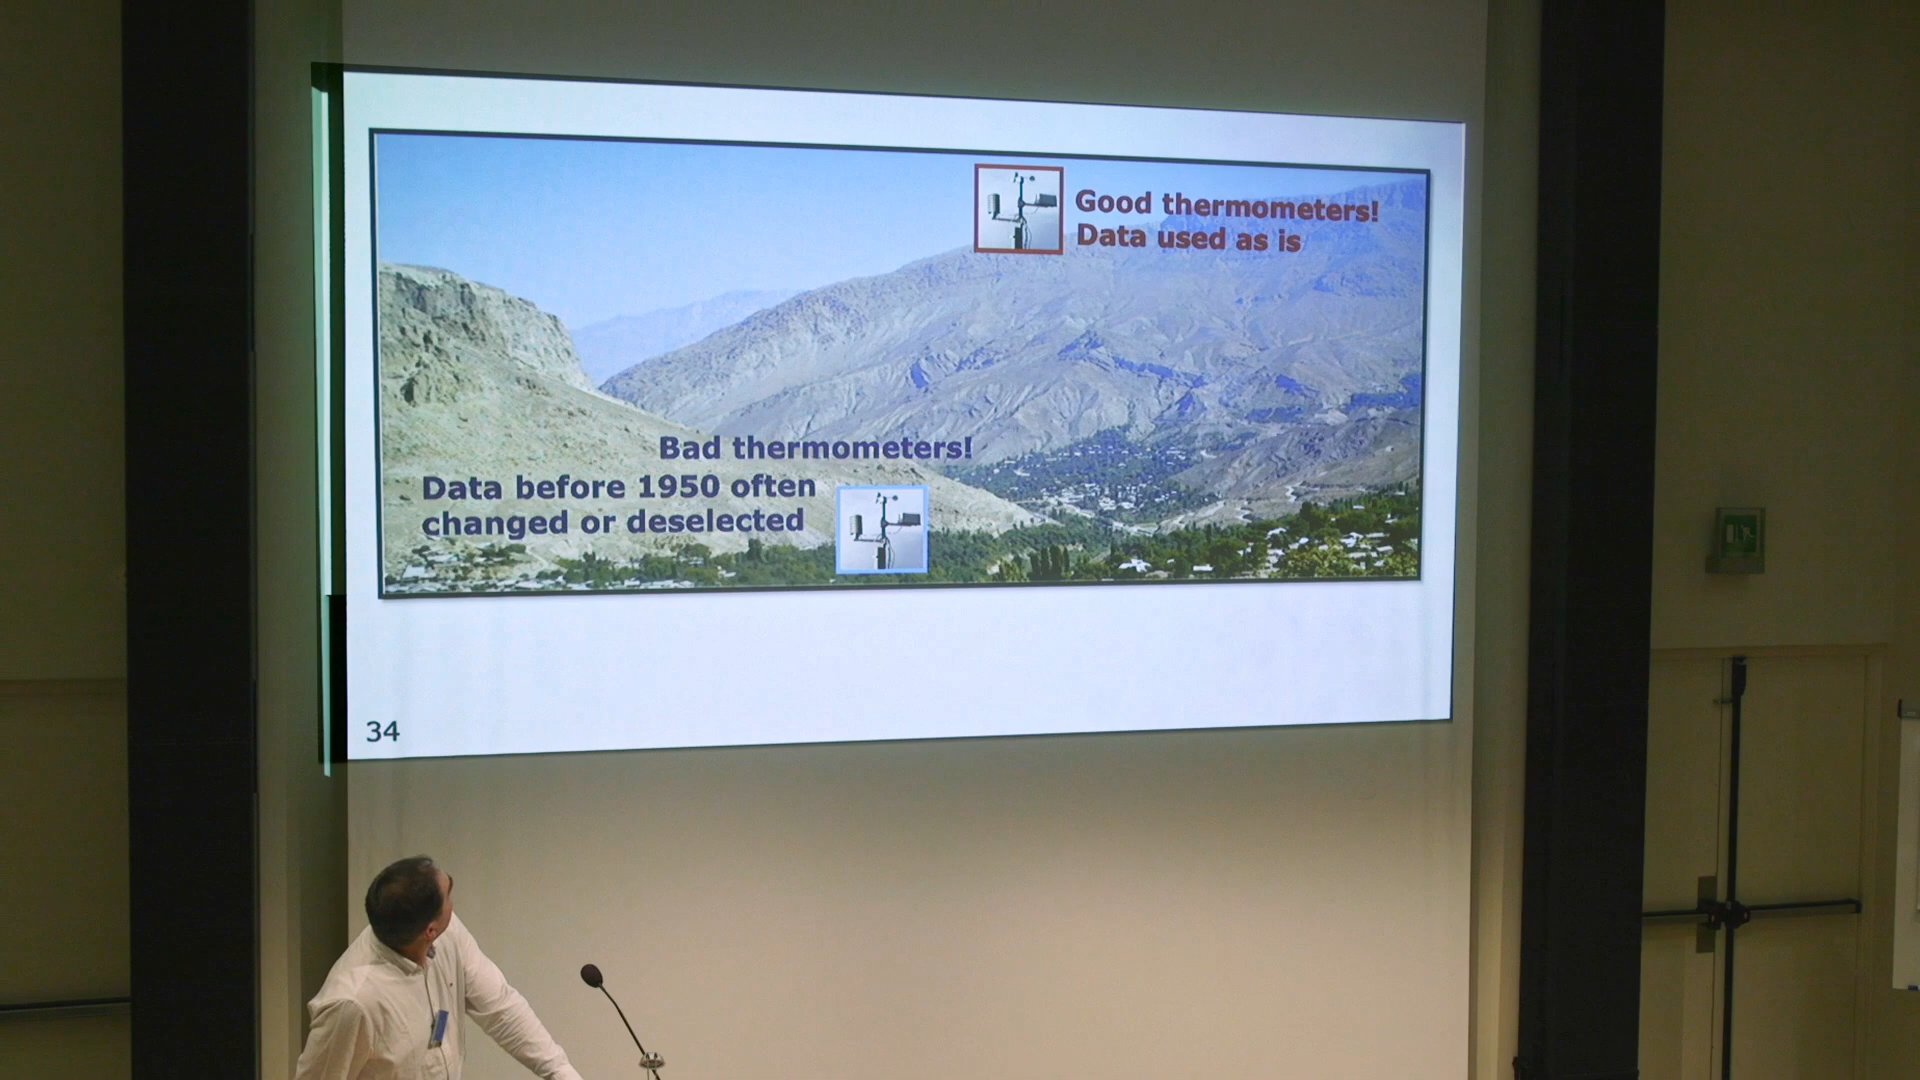 Good thermometers!
Data used as is
Bad thermometers!
Data before 1950 often
changed or deselected
34